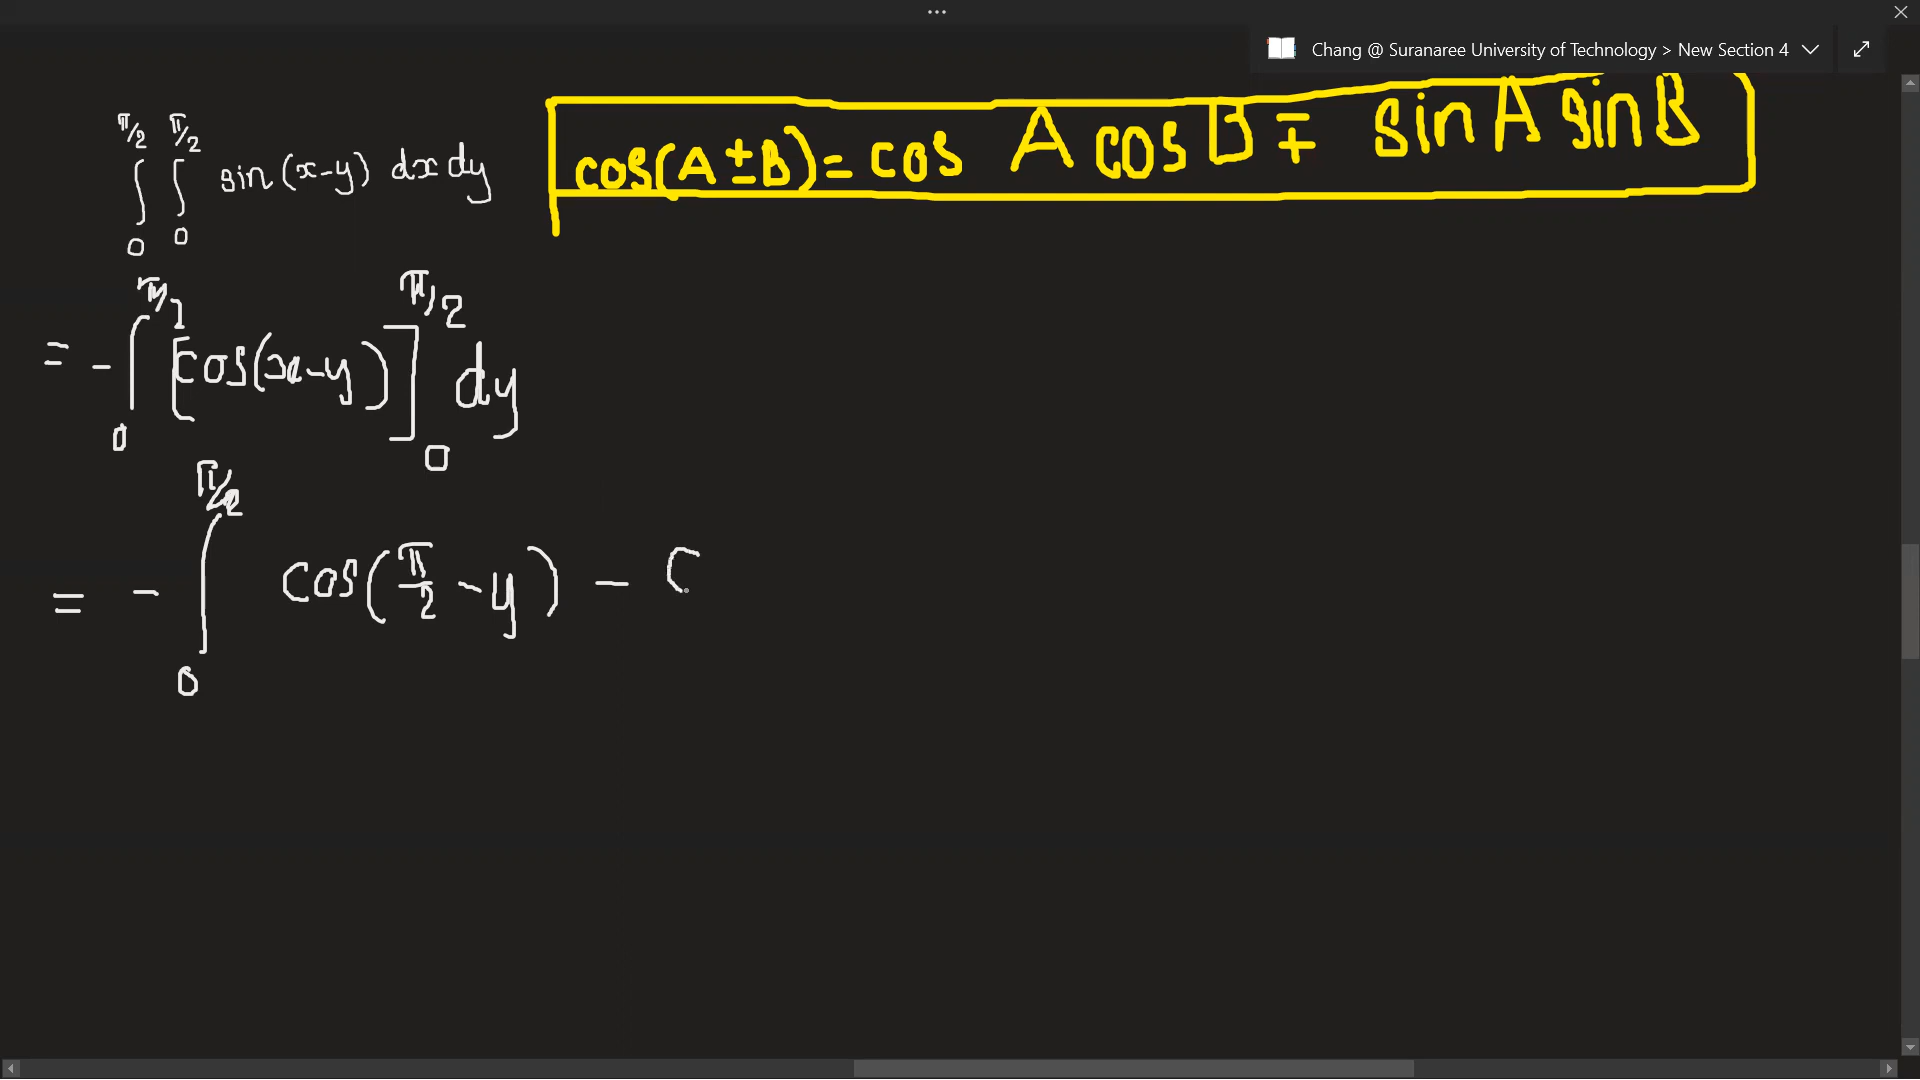 Chang @ Suranaree University of Technology > New Section 4
cos(A ± B) = cos A cos B ∓ sin A sin B
∫₀^{π/2} ∫₀^{π/2} sin(x-y) dx dy
= - ∫₀^{π/2} [cos(x-y)]₀^{π/2} dy
= - ∫₀^{π/2} cos(π/2 - y) - C